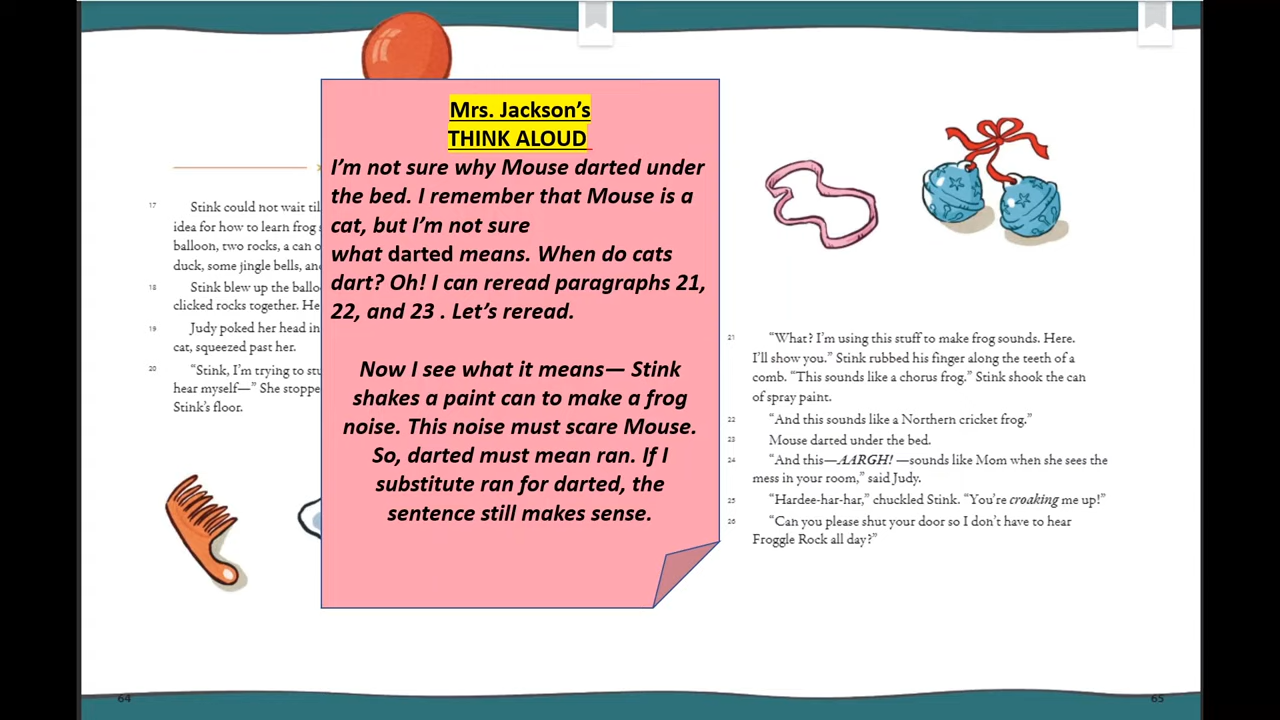 Mrs. Jackson's
THINK ALOUD
I'm not sure why Mouse darted under
the bed. I remember that Mouse is a
cat, but I'm not sure
what darted means. When do cats
dart? Oh! I can reread paragraphs 21,
22, and 23 . Let's reread.
Now I see what it means— Stink
shakes a paint can to make a frog
noise. This noise must scare Mouse.
So, darted must mean ran. If I
substitute ran for darted, the
sentence still makes sense.
17 Stink could not wait
idea for how to learn frog
balloon, two rocks, a can
duck, some jingle bells,
18 Stink blew up the
clicked rocks together. He
19 Judy poked her head in
cat, squeezed past her.
20 "Stink, I'm trying to
hear myself—" She
Stink's floor.
21 "What? I'm using this stuff to make frog sounds. Here.
I'll show you." Stink rubbed his finger along the teeth of a
comb. "This sounds like a chorus frog." Stink shook the can
of spray paint.
22 "And this sounds like a Northern cricket frog."
23 Mouse darted under the bed.
24 "And this—AARGH! —sounds like Mom when she sees the
mess in your room," said Judy.
25 "Hardee-har-har," chuckled Stink. "You're croaking me up!"
26 "Can you please shut your door so I don't have to hear
Froggle Rock all day?"
64
65